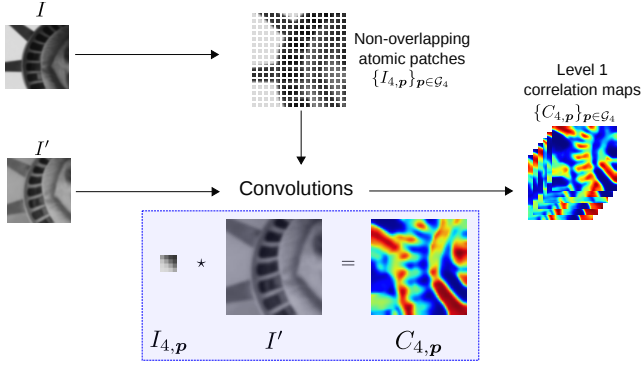 I
Non-overlapping
atomic patches
{I_{4,p}}_{p∈G_4}
Level 1
correlation maps
{C_{4,p}}_{p∈G_4}
I′
Convolutions
⋆ =
I_{4,p} I′ C_{4,p}